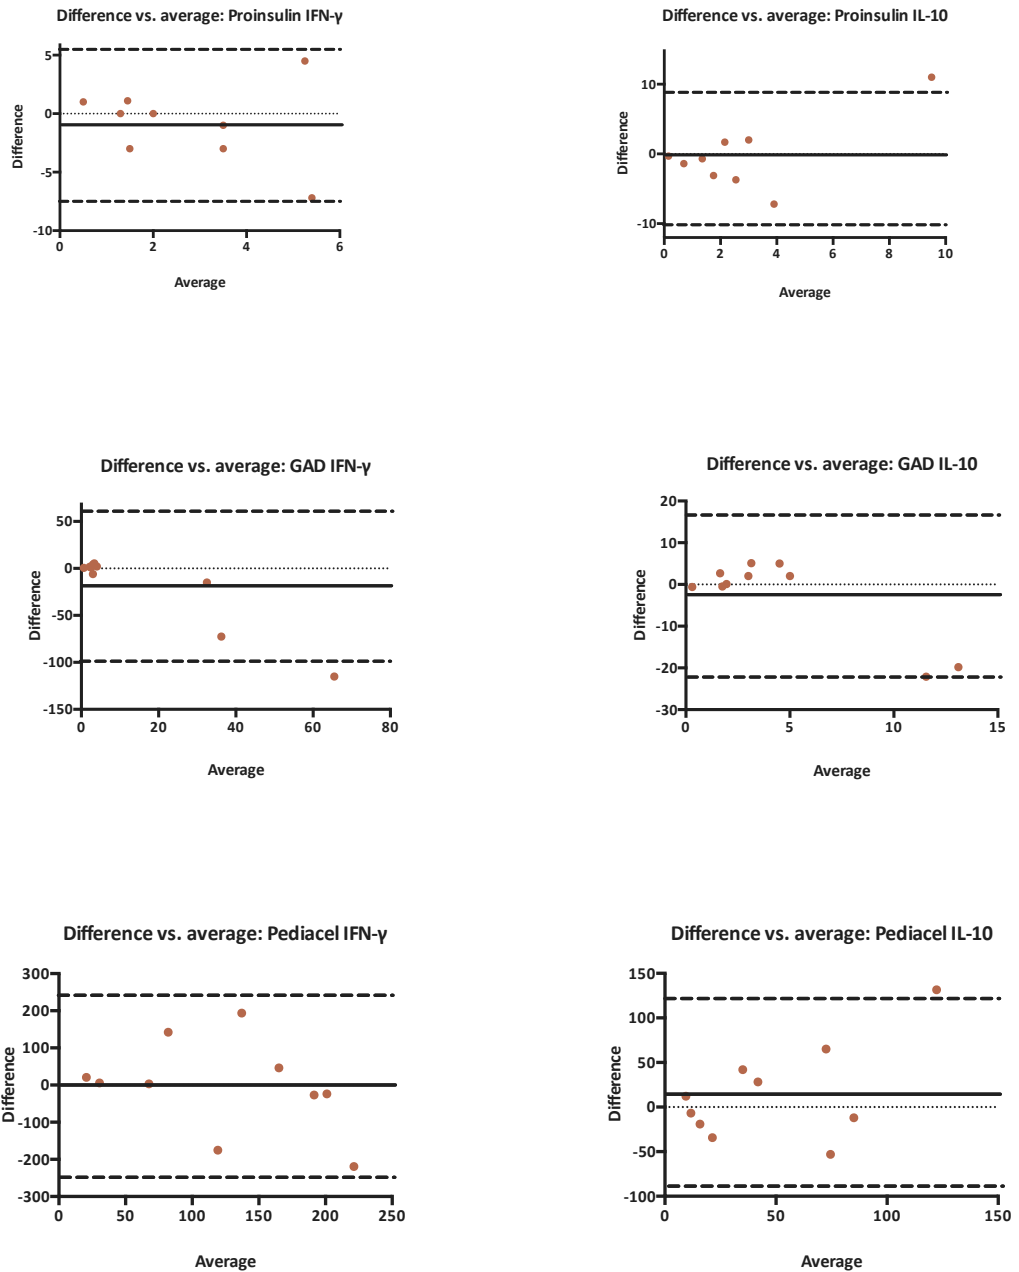 Difference vs. average: Proinsulin IFN-γ
5
0
-5
-10
Difference
0 2 4 6
Average
Difference vs. average: Proinsulin IL-10
10
0
-10
Difference
0 2 4 6 8 10
Average
Difference vs. average: GAD IFN-γ
50
0
-50
-100
-150
Difference
0 20 40 60 80
Average
Difference vs. average: GAD IL-10
20
10
0
-10
-20
-30
Difference
0 5 10 15
Average
Difference vs. average: Pediacel IFN-γ
300
200
100
0
-100
-200
-300
Difference
0 50 100 150 200 250
Average
Difference vs. average: Pediacel IL-10
150
100
50
0
-50
-100
Difference
0 50 100 150
Average